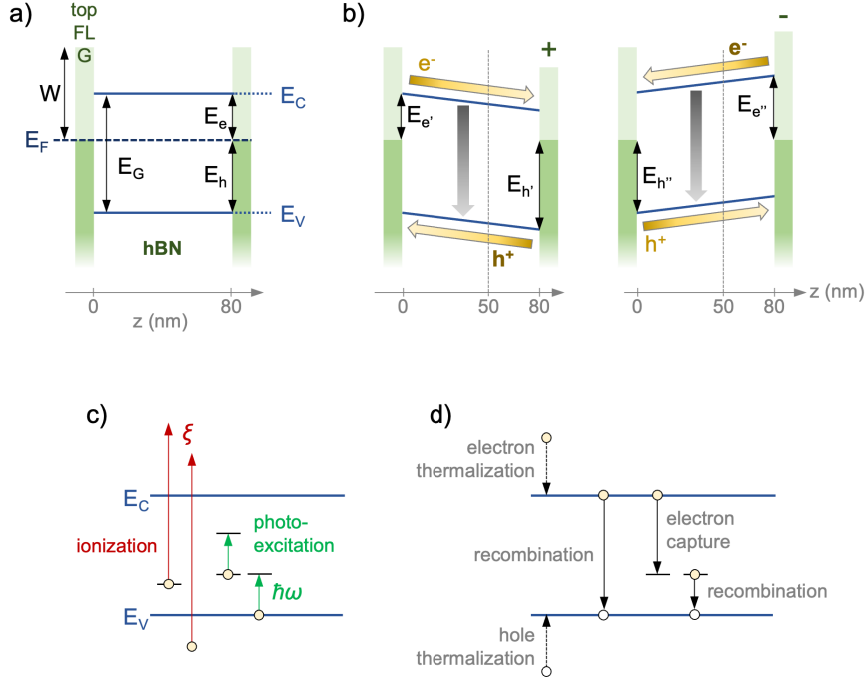 a)
top
FL
G
W
E_C
E_e
E_F
E_G
E_h
E_V
hBN
0
80
z (nm)
b)
+
e-
E_e'
E_h'
h+
0
50
80
-
e-
E_e''
E_h''
h+
0
50
80
z (nm)
c)
ξ
E_C
ionization
photo-
excitation
ħω
E_V
d)
electron
thermalization
electron
capture
recombination
recombination
hole
thermalization